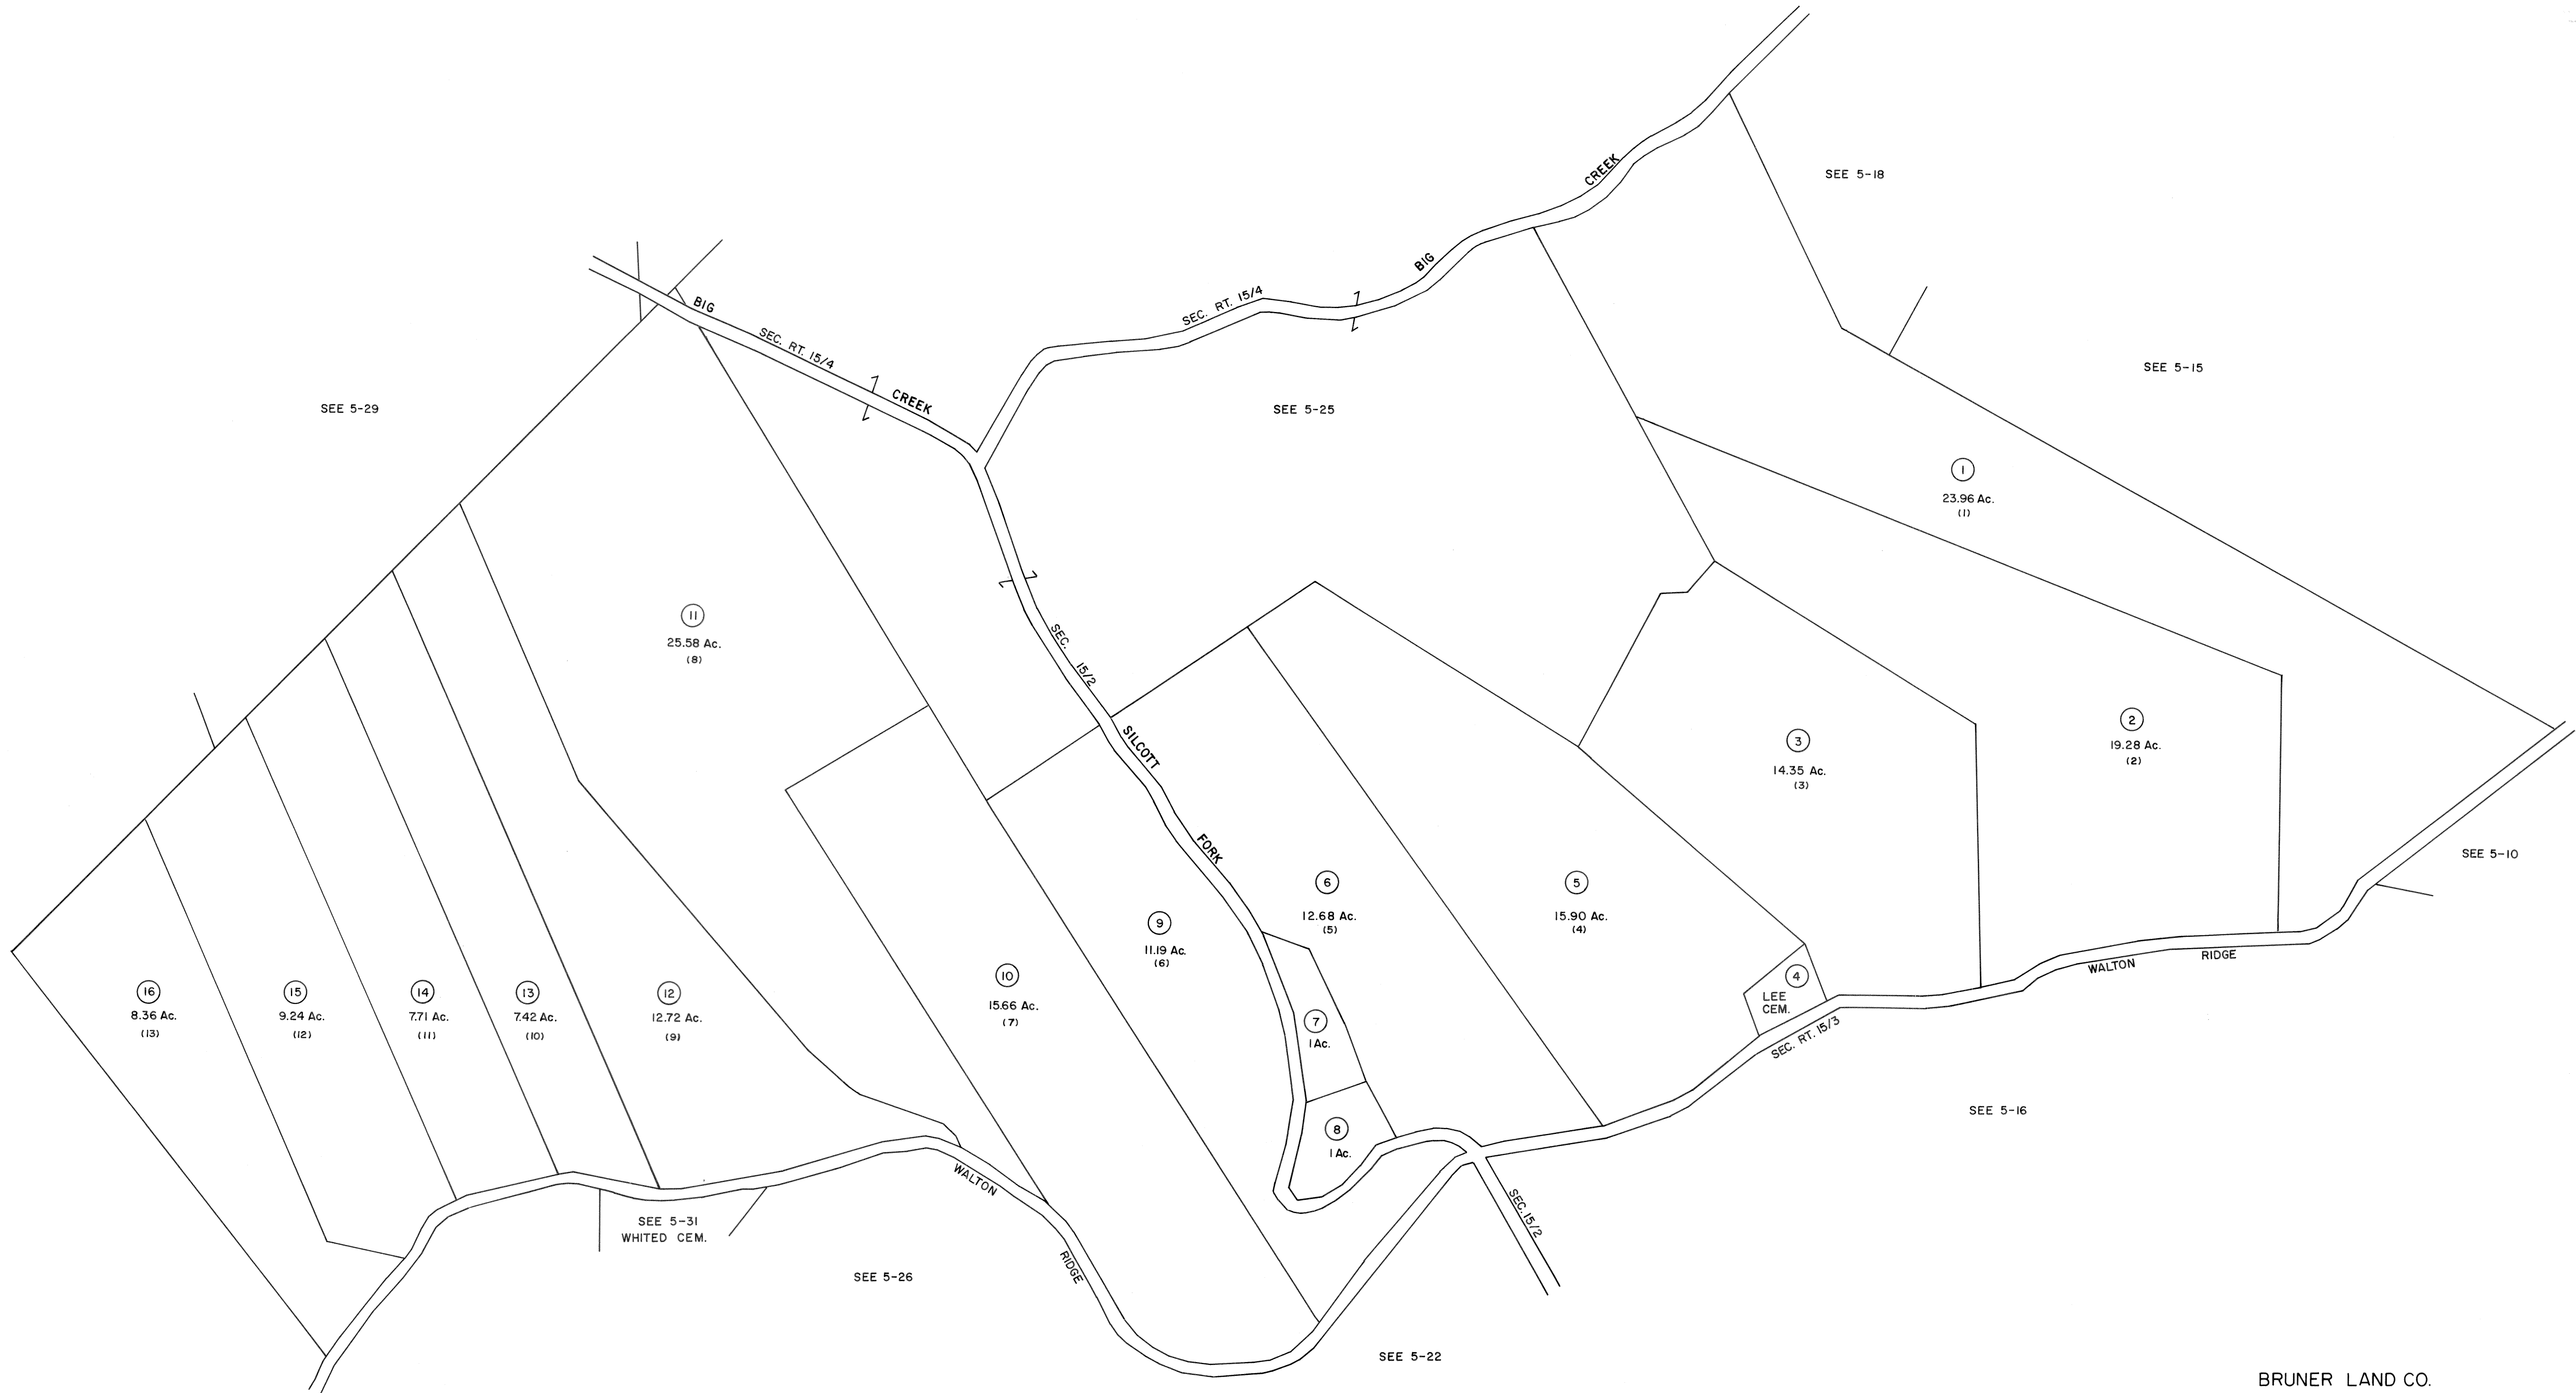 SEE 5-18
CREEK
BIG
SEC. RT. 15/4
BIG
SEC. RT. 15/4
CREEK
SEE 5-29
SEE 5-25
SEE 5-15
1
23.96 Ac.
(1)
11
25.58 Ac.
(8)
SEC. 15/2
SILCOTT
FORK
2
19.28 Ac.
(2)
3
14.35 Ac.
(3)
SEE 5-10
6
12.68 Ac.
(5)
5
15.90 Ac.
(4)
9
11.19 Ac.
(6)
10
15.66 Ac.
(7)
4
LEE
CEM.
WALTON RIDGE
SEC. RT. 15/3
16
8.36 Ac.
(13)
15
9.24 Ac.
(12)
14
7.71 Ac.
(11)
13
7.42 Ac.
(10)
12
12.72 Ac.
(9)
7
1 Ac.
8
1 Ac.
SEE 5-16
WALTON
RIDGE
SEC. 15/2
SEE 5-31
WHITED CEM.
SEE 5-26
SEE 5-22
BRUNER LAND CO.